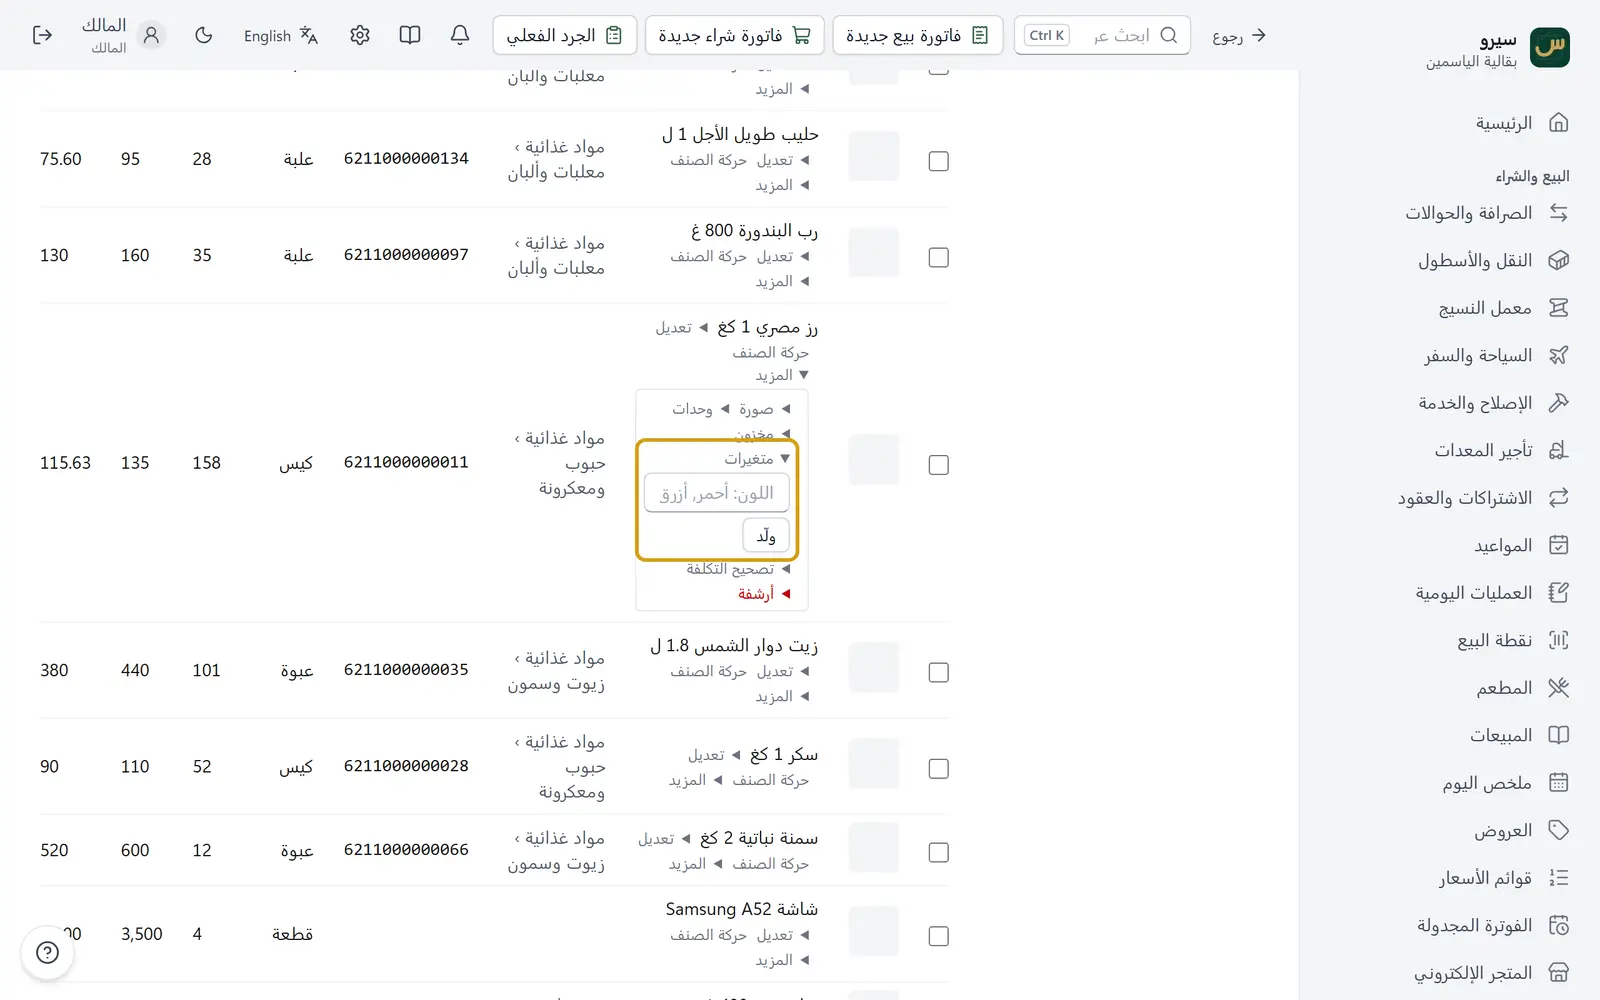 سيرو
بقالية الياسمين
رجوع
ابحث عر
Ctrl K
فاتورة بيع جديدة
فاتورة شراء جديدة
الجرد الفعلي
English
المالك
المالك
الرئيسية
البيع والشراء
الصرافة والحوالات
النقل والأسطول
معمل النسيج
السياحة والسفر
الإصلاح والخدمة
تأجير المعدات
الاشتراكات والعقود
المواعيد
العمليات اليومية
نقطة البيع
المطعم
المبيعات
ملخص اليوم
العروض
قوائم الأسعار
الفوترة المجدولة
المتجر الإلكتروني
معلبات وألبان
◀ المزيد
حليب طويل الأجل 1 ل
◀ تعديل حركة الصنف
◀ المزيد
مواد غذائية ›
معلبات وألبان
6211000000134
علبة
28
95
75.60
رب البندورة 800 غ
◀ تعديل حركة الصنف
◀ المزيد
مواد غذائية ›
معلبات وألبان
6211000000097
علبة
35
160
130
رز مصري 1 كغ ◀ تعديل
حركة الصنف
▼ المزيد
◀ صورة ◀ وحدات
◀ مخزون
▼ متغيرات
اللون: أحمر, أزرق
ولّد
◀ تصحيح التكلفة
◀ أرشفة
مواد غذائية ›
حبوب
ومعكرونة
6211000000011
كيس
158
135
115.63
زيت دوار الشمس 1.8 ل
◀ تعديل حركة الصنف
◀ المزيد
مواد غذائية ›
زيوت وسمون
6211000000035
عبوة
101
440
380
سكر 1 كغ ◀ تعديل
حركة الصنف ◀ المزيد
مواد غذائية ›
حبوب
ومعكرونة
6211000000028
كيس
52
110
90
سمنة نباتية 2 كغ ◀ تعديل
حركة الصنف ◀ المزيد
مواد غذائية ›
زيوت وسمون
6211000000066
عبوة
12
600
520
شاشة Samsung A52
◀ تعديل حركة الصنف
◀ المزيد
قطعة
4
3,500